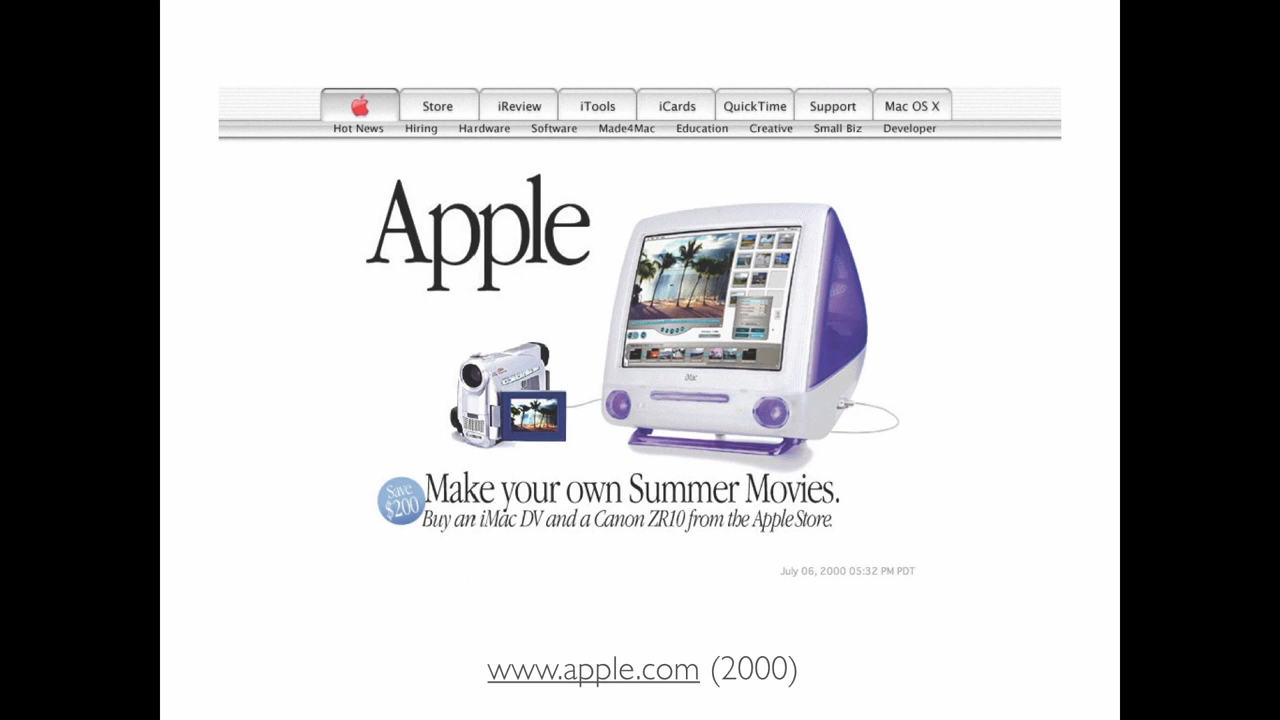 Store iReview iTools iCards QuickTime Support Mac OS X
Hot News Hiring Hardware Software Made4Mac Education Creative Small Biz Developer
Apple
iMac
Save
$200
Make your own Summer Movies.
Buy an iMac DV and a Canon ZR10 from the Apple Store.
July 06, 2000 05:32 PM PDT
www.apple.com (2000)